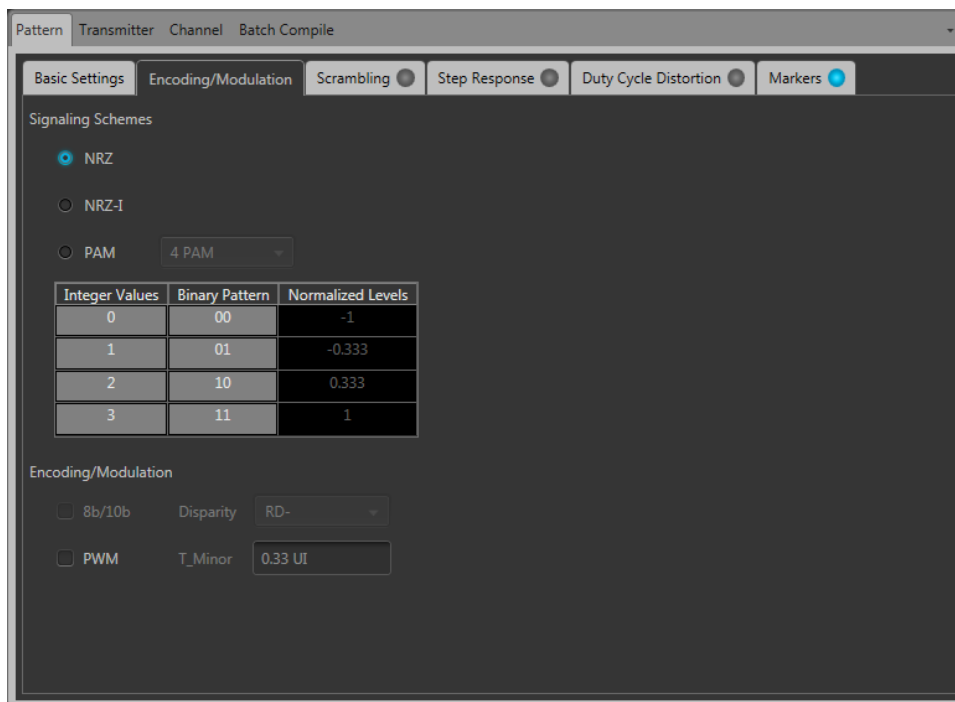 Pattern Transmitter Channel Batch Compile
Basic Settings Encoding/Modulation Scrambling Step Response Duty Cycle Distortion Markers
Signaling Schemes
NRZ
NRZ-I
PAM 4 PAM
Integer Values Binary Pattern Normalized Levels
0 00 -1
1 01 -0.333
2 10 0.333
3 11 1
Encoding/Modulation
8b/10b Disparity RD-
PWM T_Minor 0.33 UI